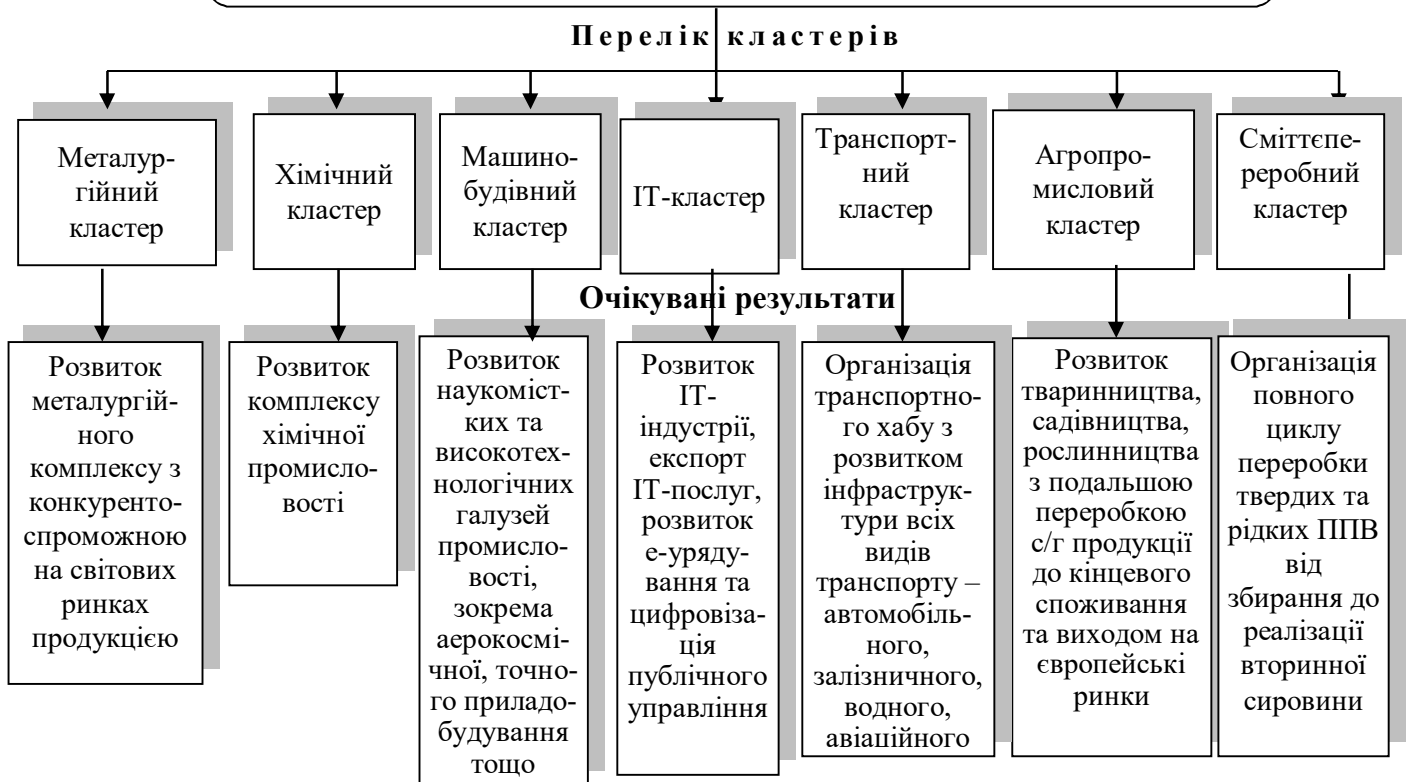 Перелік кластерів
Металур-
гійний
кластер
Хімічний
кластер
Машино-
будівний
кластер
ІТ-кластер
Транспорт-
ний
кластер
Агропро-
мисловий
кластер
Сміттєпе-
реробний
кластер
Очікувані результати
Розвиток
металургій-
ного
комплексу з
конкуренто-
спроможною
на світових
ринках
продукцією
Розвиток
комплексу
хімічної
промисло-
вості
Розвиток
наукоміст-
ких та
високотех-
нологічних
галузей
промисло-
вості,
зокрема
аерокосмі-
чної, точно-
го приладо-
будування
тощо
Розвиток
ІТ-
індустрії,
експорт
ІТ-послуг,
розвиток
е-уряду-
вання та
цифровіза-
ція
публічного
управління
Організація
транспортно-
го хабу з
розвитком
інфраструк-
тури всіх
видів
транспорту –
автомобіль-
ного,
залізничного,
водного,
авіаційного
Розвиток
тваринництва,
садівництва,
рослинництва
з подальшою
переробкою
с/г продукції
до кінцевого
споживання
та виходом на
європейські
ринки
Організація
повного
циклу
переробки
твердих та
рідких ППВ
від
збирання до
реалізації
вторинної
сировини